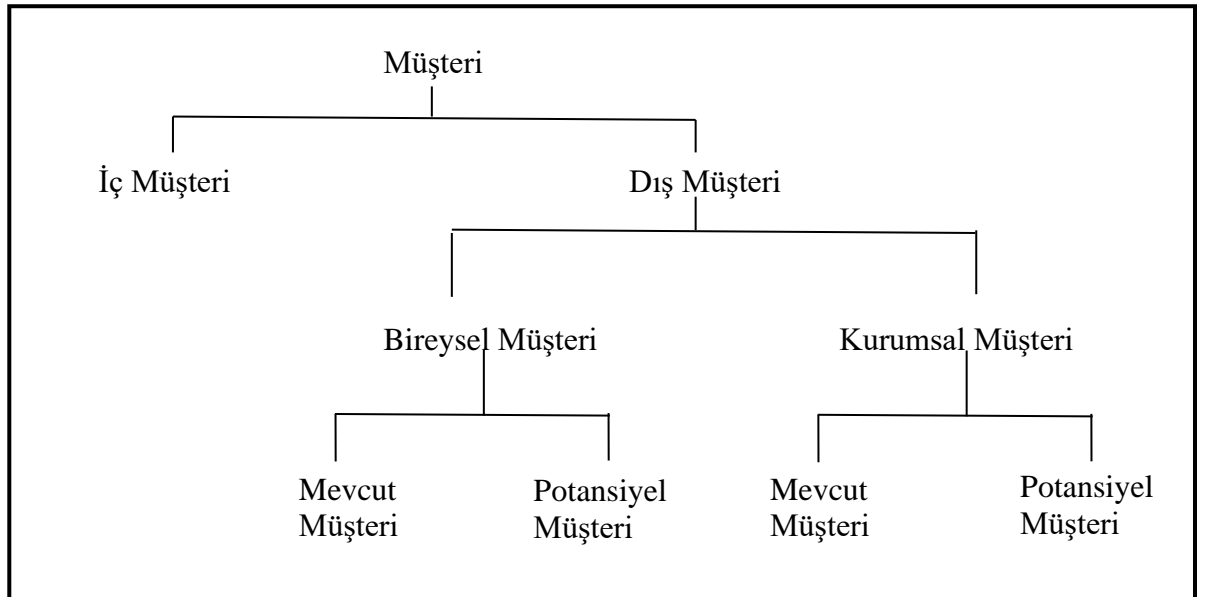 Müşteri
İç Müşteri
Dış Müşteri
Bireysel Müşteri
Kurumsal Müşteri
Mevcut
Müşteri
Potansiyel
Müşteri
Mevcut
Müşteri
Potansiyel
Müşteri